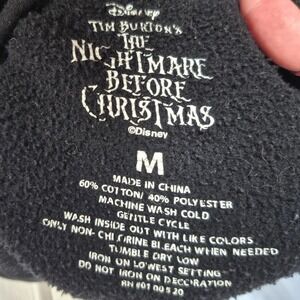 Disney
TIM BURTON'S
THE
NIGHTMARE
BEFORE
CHRISTMAS
©Disney
M
MADE IN CHINA
60% COTTON/ 40% POLYESTER
MACHINE WASH COLD
GENTLE CYCLE
WASH INSIDE OUT WITH LIKE COLORS
ONLY NON- CHLORINE BLEACH WHEN NEEDED
TUMBLE DRY LOW
IRON ON LOWEST SETTING
DO NOT IRON ON DECORATION